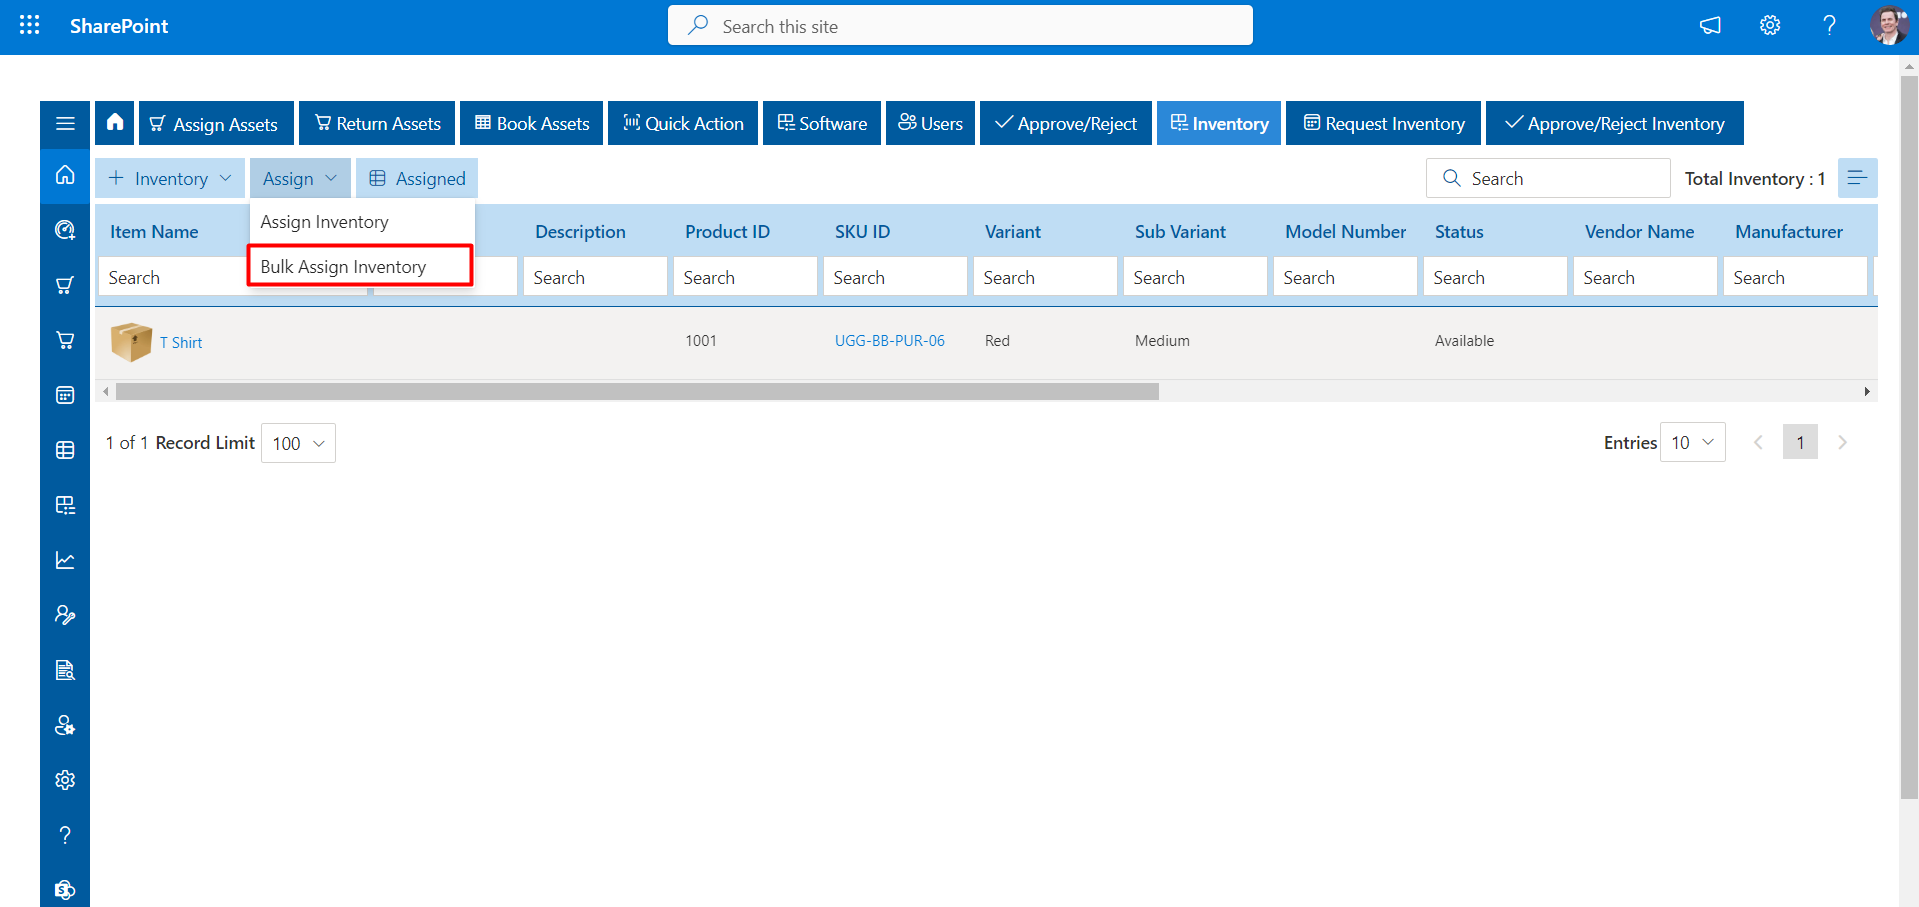 SharePoint
Search this site
Assign Assets
Return Assets
Book Assets
Quick Action
Software
Users
Approve/Reject
Inventory
Request Inventory
Approve/Reject Inventory
Inventory
Assign
Assigned
Search
Total Inventory : 1
Assign Inventory
Bulk Assign Inventory
Item Name
Description
Product ID
SKU ID
Variant
Sub Variant
Model Number
Status
Vendor Name
Manufacturer
Search
Search
Search
Search
Search
Search
Search
Search
Search
Search
T Shirt
1001
UGG-BB-PUR-06
Red
Medium
Available
1 of 1 Record Limit
100
Entries
10
1